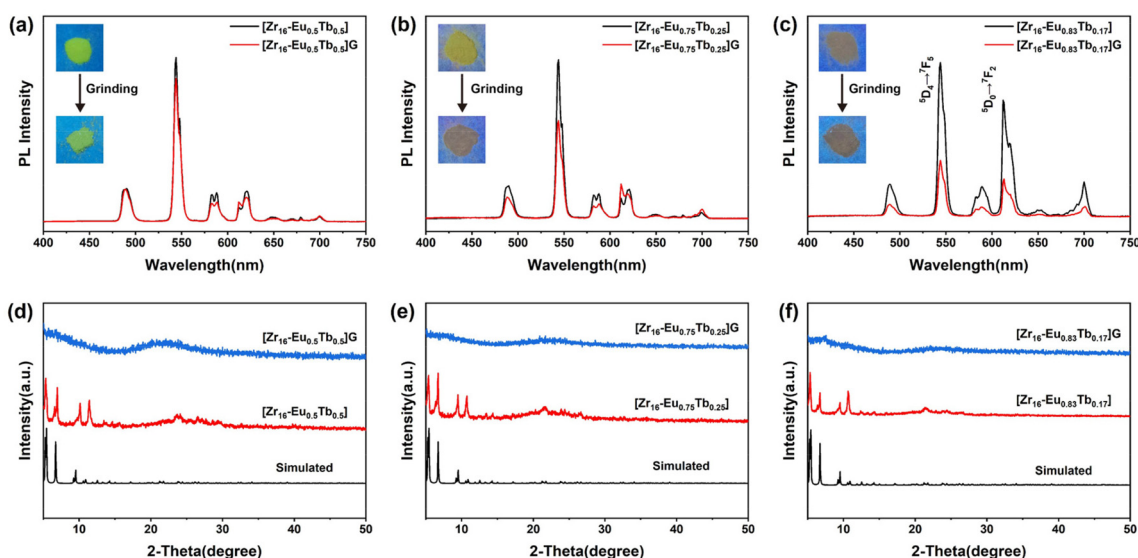 (a)
[Zr₁₆-Eu₀.₅Tb₀.₅]
[Zr₁₆-Eu₀.₅Tb₀.₅]G
Grinding
PL Intensity
400 450 500 550 600 650 700 750
Wavelength(nm)
(b)
[Zr₁₆-Eu₀.₇₅Tb₀.₂₅]
[Zr₁₆-Eu₀.₇₅Tb₀.₂₅]G
Grinding
PL Intensity
400 450 500 550 600 650 700 750
Wavelength(nm)
(c)
[Zr₁₆-Eu₀.₈₃Tb₀.₁₇]
[Zr₁₆-Eu₀.₈₃Tb₀.₁₇]G
Grinding
⁵D₄→⁷F₅
⁵D₀→⁷F₂
PL Intensity
400 450 500 550 600 650 700 750
Wavelength(nm)
(d)
[Zr₁₆-Eu₀.₅Tb₀.₅]G
[Zr₁₆-Eu₀.₅Tb₀.₅]
Simulated
Intensity(a.u.)
10 20 30 40 50
2-Theta(degree)
(e)
[Zr₁₆-Eu₀.₇₅Tb₀.₂₅]G
[Zr₁₆-Eu₀.₇₅Tb₀.₂₅]
Simulated
Intensity(a.u.)
10 20 30 40 50
2-Theta(degree)
(f)
[Zr₁₆-Eu₀.₈₃Tb₀.₁₇]G
[Zr₁₆-Eu₀.₈₃Tb₀.₁₇]
Simulated
Intensity(a.u.)
10 20 30 40 50
2-Theta(degree)